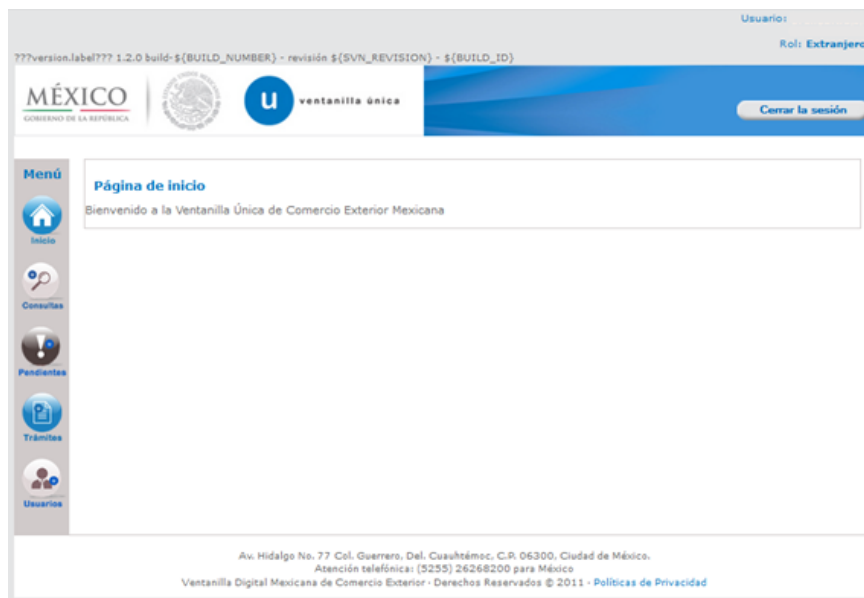 Usuario:
Rol: Extranjero
???version.label??? 1.2.0 build-${BUILD_NUMBER} - revisión ${SVN_REVISION} - ${BUILD_ID}
MÉXICO
GOBIERNO DE LA REPÚBLICA
u
ventanilla única
Cerrar la sesión
Menú
Página de inicio
Bienvenido a la Ventanilla Única de Comercio Exterior Mexicana
Inicio
Consultas
Pendientes
Trámites
Usuarios
Av. Hidalgo No. 77 Col. Guerrero, Del. Cuauhtémoc, C.P. 06300, Ciudad de México.
Atención telefónica: (5255) 26268200 para México
Ventanilla Digital Mexicana de Comercio Exterior - Derechos Reservados @ 2011 - Políticas de Privacidad